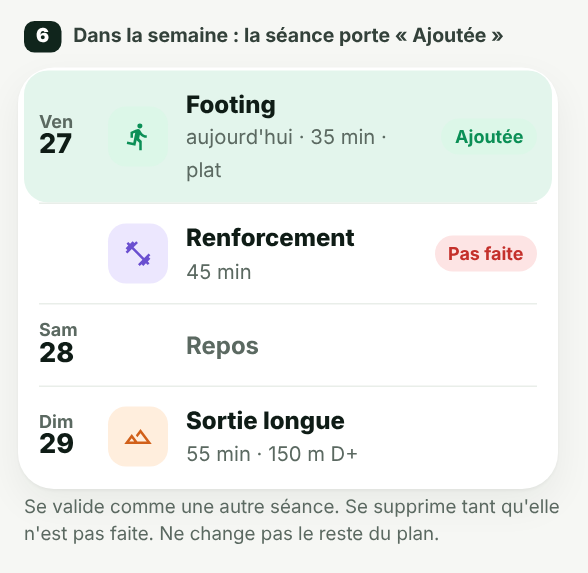 6 Dans la semaine : la séance porte « Ajoutée »
Ven
27
Footing
aujourd'hui · 35 min ·
plat
Ajoutée
Renforcement
45 min
Pas faite
Sam
28
Repos
Dim
29
Sortie longue
55 min · 150 m D+
Se valide comme une autre séance. Se supprime tant qu'elle
n'est pas faite. Ne change pas le reste du plan.